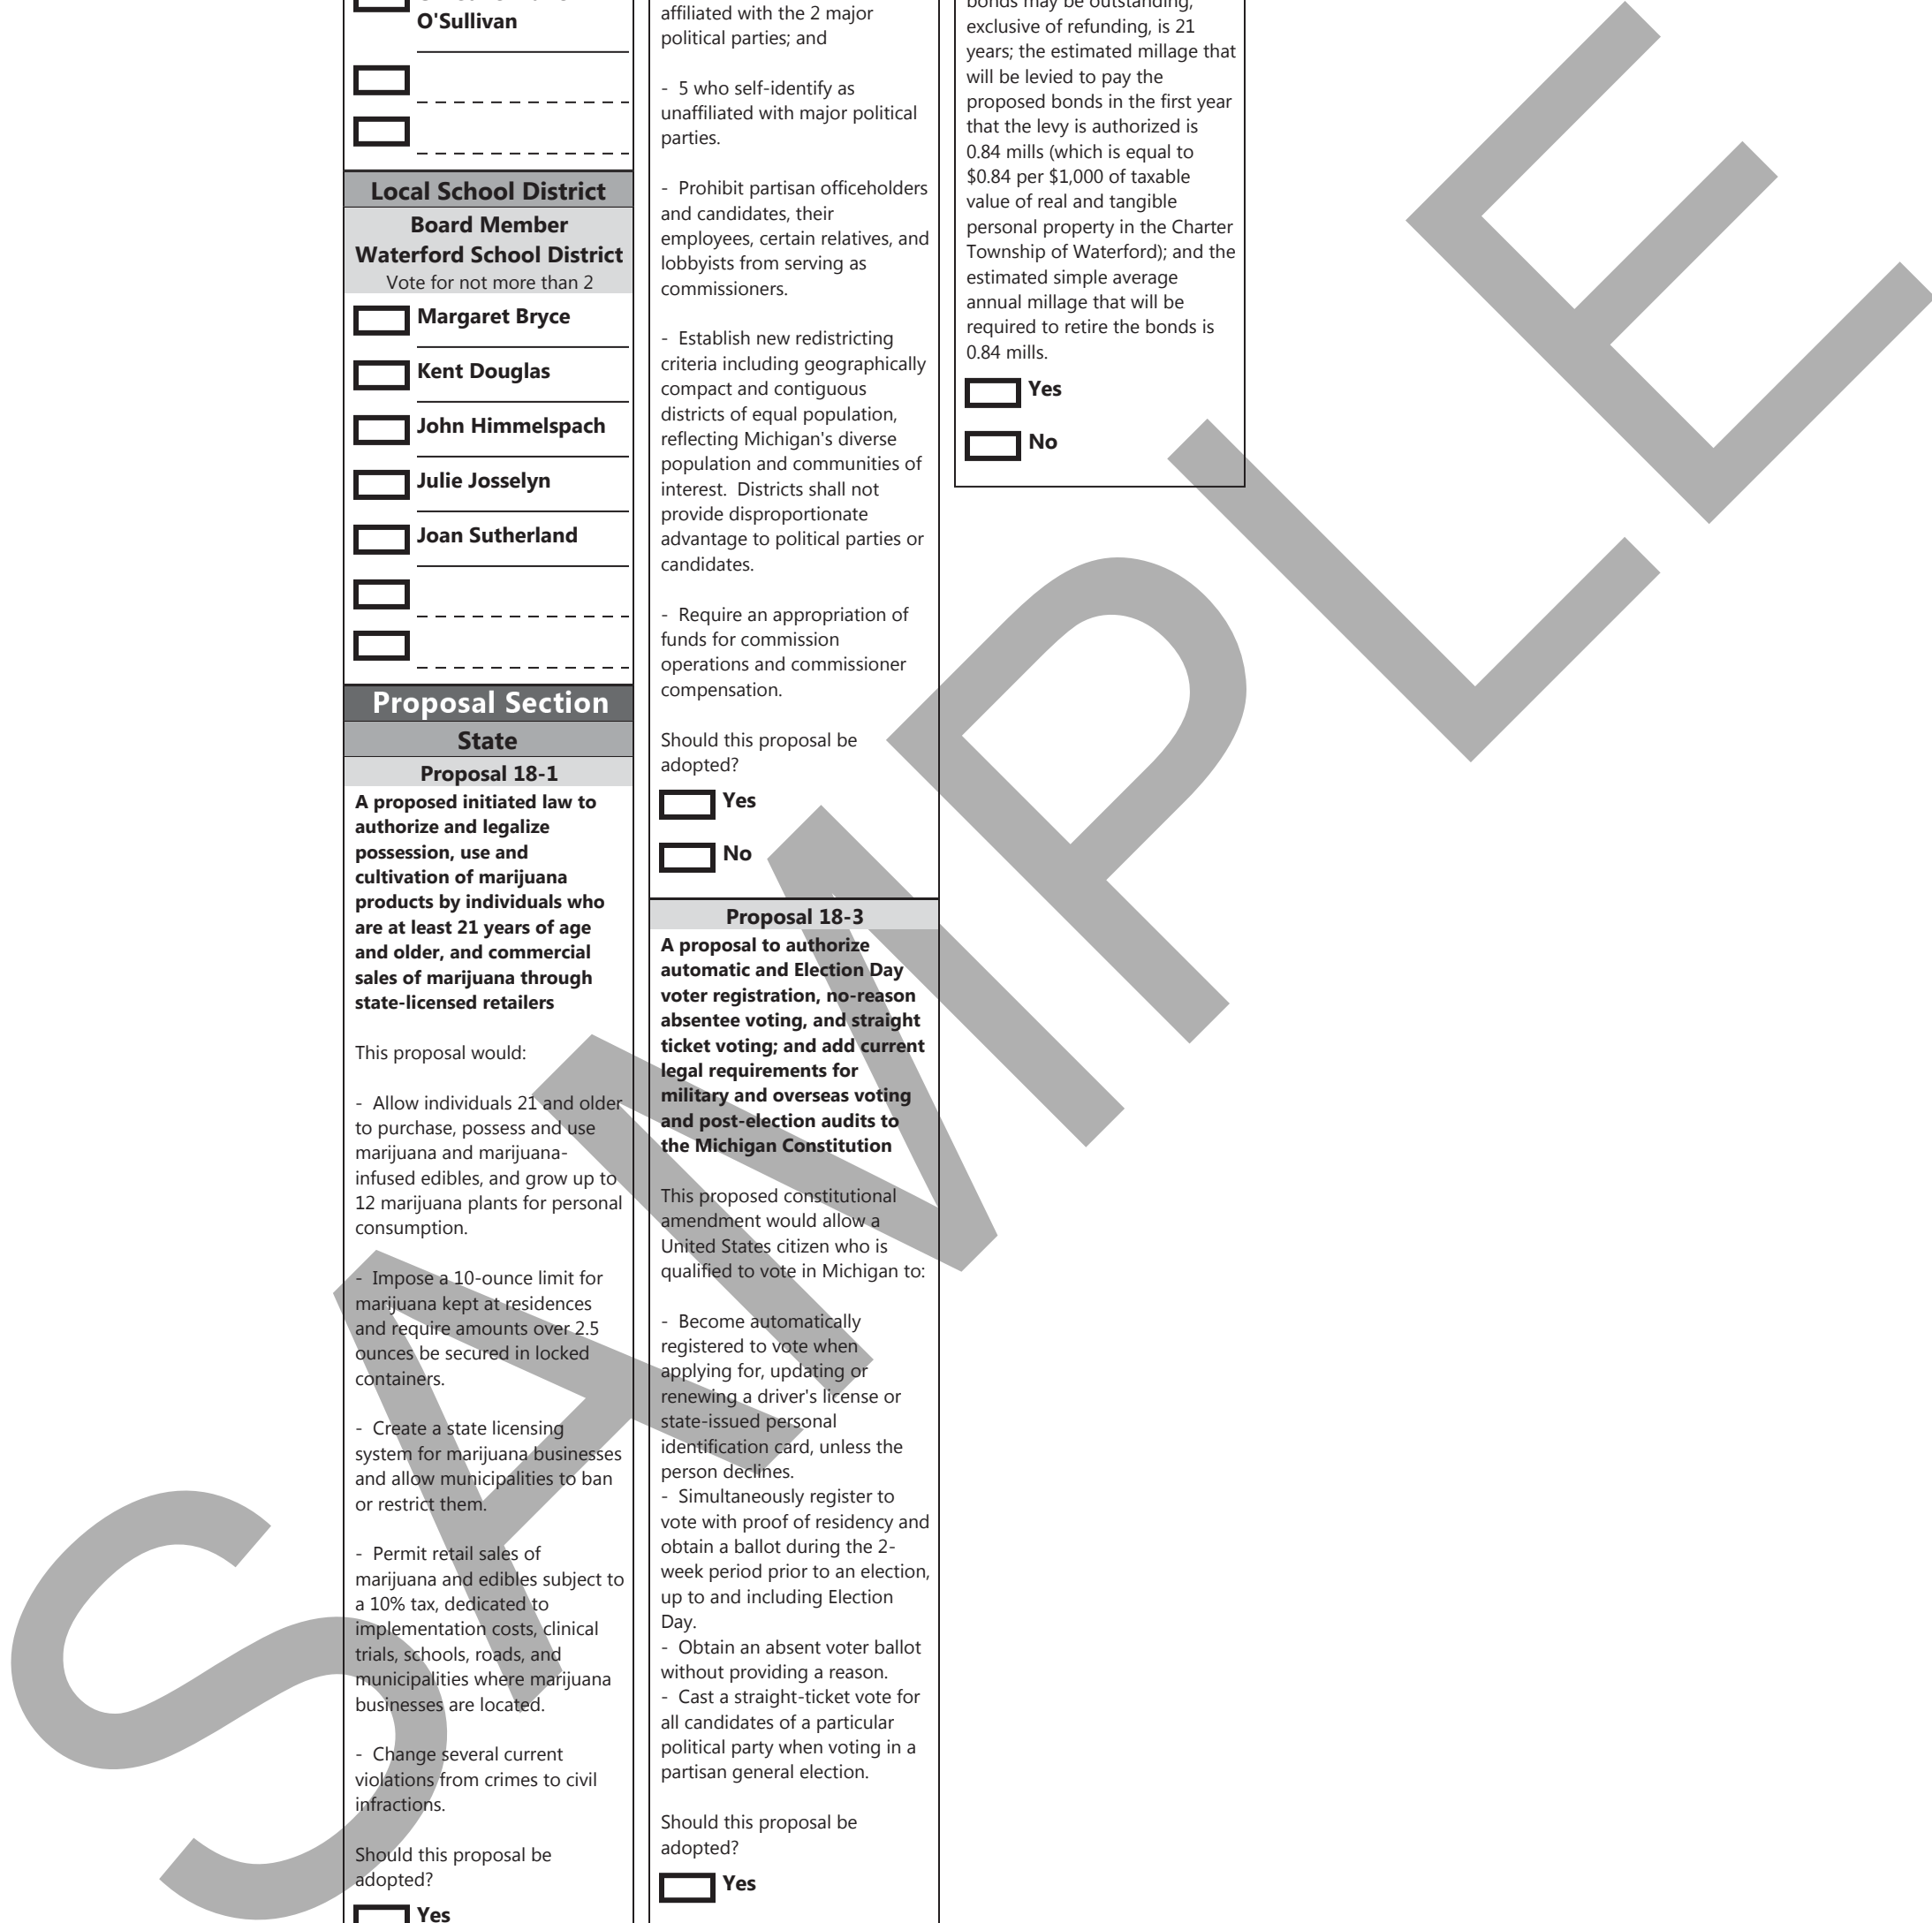 O'Sullivan
Local School District
Board Member
Waterford School District
Vote for not more than 2
Margaret Bryce
Kent Douglas
John Himmelspach
Julie Josselyn
Joan Sutherland
Proposal Section
State
Proposal 18-1
A proposed initiated law to
authorize and legalize
possession, use and
cultivation of marijuana
products by individuals who
are at least 21 years of age
and older, and commercial
sales of marijuana through
state-licensed retailers
This proposal would:
- Allow individuals 21 and older
to purchase, possess and use
marijuana and marijuana-
infused edibles, and grow up to
12 marijuana plants for personal
consumption.
- Impose a 10-ounce limit for
marijuana kept at residences
and require amounts over 2.5
ounces be secured in locked
containers.
- Create a state licensing
system for marijuana businesses
and allow municipalities to ban
or restrict them.
- Permit retail sales of
marijuana and edibles subject to
a 10% tax, dedicated to
implementation costs, clinical
trials, schools, roads, and
municipalities where marijuana
businesses are located.
- Change several current
violations from crimes to civil
infractions.
Should this proposal be
adopted?
Yes
affiliated with the 2 major
political parties; and
- 5 who self-identify as
unaffiliated with major political
parties.
- Prohibit partisan officeholders
and candidates, their
employees, certain relatives, and
lobbyists from serving as
commissioners.
- Establish new redistricting
criteria including geographically
compact and contiguous
districts of equal population,
reflecting Michigan's diverse
population and communities of
interest. Districts shall not
provide disproportionate
advantage to political parties or
candidates.
- Require an appropriation of
funds for commission
operations and commissioner
compensation.
Should this proposal be
adopted?
Yes
No
Proposal 18-3
A proposal to authorize
automatic and Election Day
voter registration, no-reason
absentee voting, and straight
ticket voting; and add current
legal requirements for
military and overseas voting
and post-election audits to
the Michigan Constitution
This proposed constitutional
amendment would allow a
United States citizen who is
qualified to vote in Michigan to:
- Become automatically
registered to vote when
applying for, updating or
renewing a driver's license or
state-issued personal
identification card, unless the
person declines.
- Simultaneously register to
vote with proof of residency and
obtain a ballot during the 2-
week period prior to an election,
up to and including Election
Day.
- Obtain an absent voter ballot
without providing a reason.
- Cast a straight-ticket vote for
all candidates of a particular
political party when voting in a
partisan general election.
Should this proposal be
adopted?
Yes
bonds may be outstanding,
exclusive of refunding, is 21
years; the estimated millage that
will be levied to pay the
proposed bonds in the first year
that the levy is authorized is
0.84 mills (which is equal to
$0.84 per $1,000 of taxable
value of real and tangible
personal property in the Charter
Township of Waterford); and the
estimated simple average
annual millage that will be
required to retire the bonds is
0.84 mills.
Yes
No
SAMPLE